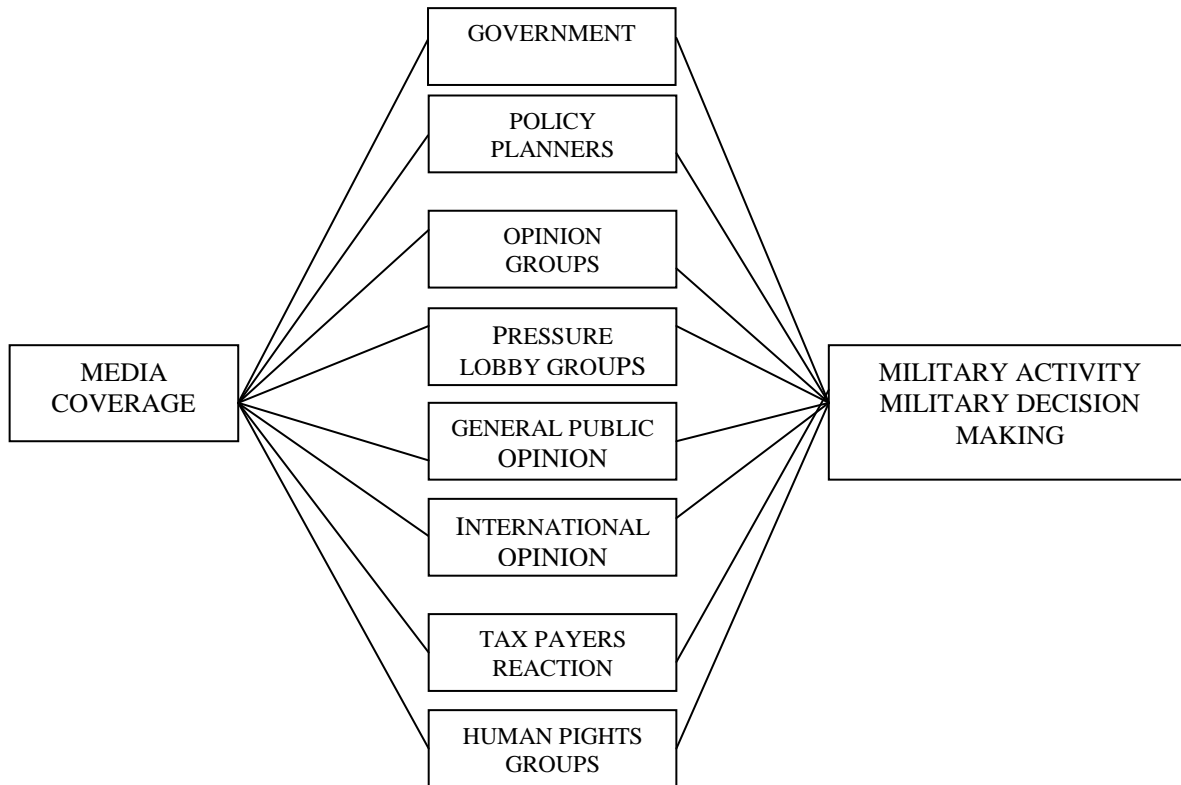 GOVERNMENT
POLICY
PLANNERS
OPINION
GROUPS
PRESSURE
LOBBY GROUPS
MEDIA
COVERAGE
MILITARY ACTIVITY
MILITARY DECISION
MAKING
GENERAL PUBLIC
OPINION
INTERNATIONAL
OPINION
TAX PAYERS
REACTION
HUMAN PIGHTS
GROUPS